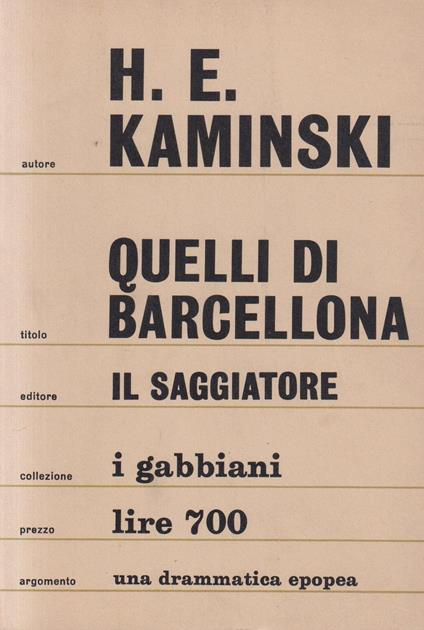 H. E.
autore KAMINSKI
QUELLI DI
titolo BARCELLONA
editore IL SAGGIATORE
collezione i gabbiani
prezzo lire 700
argomento una drammatica epopea